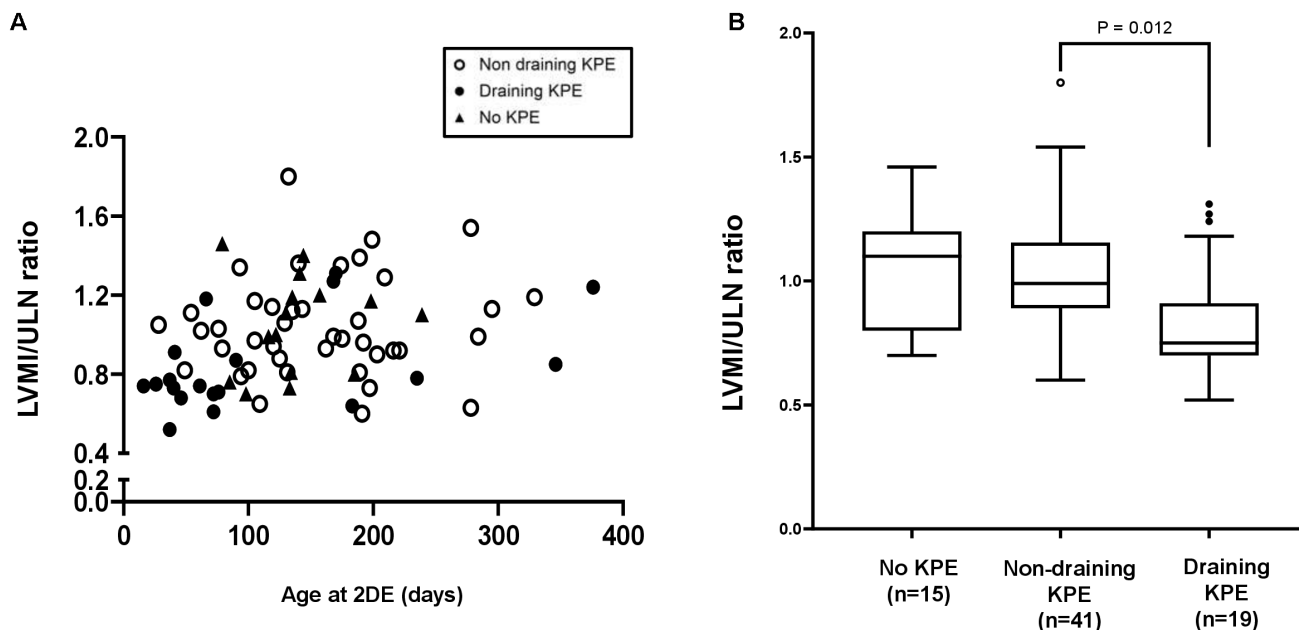 A
Non draining KPE
Draining KPE
No KPE
LVMI/ULN ratio
2.0
1.6
1.2
0.8
0.4
0.2
0.0
0
100
200
300
400
Age at 2DE (days)
B
P = 0.012
LVMI/ULN ratio
2.0
1.5
1.0
0.5
0.0
No KPE
(n=15)
Non-draining
KPE
(n=41)
Draining
KPE
(n=19)